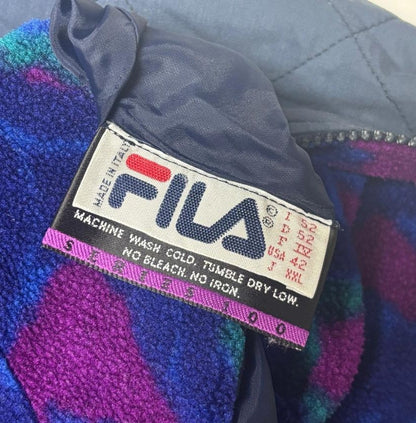 MADE IN ITALY
FILA®
©
I 52
D 52
F IV
USA 42
J XXL
MACHINE WASH COLD. TUMBLE DRY LOW.
NO BLEACH. NO IRON.